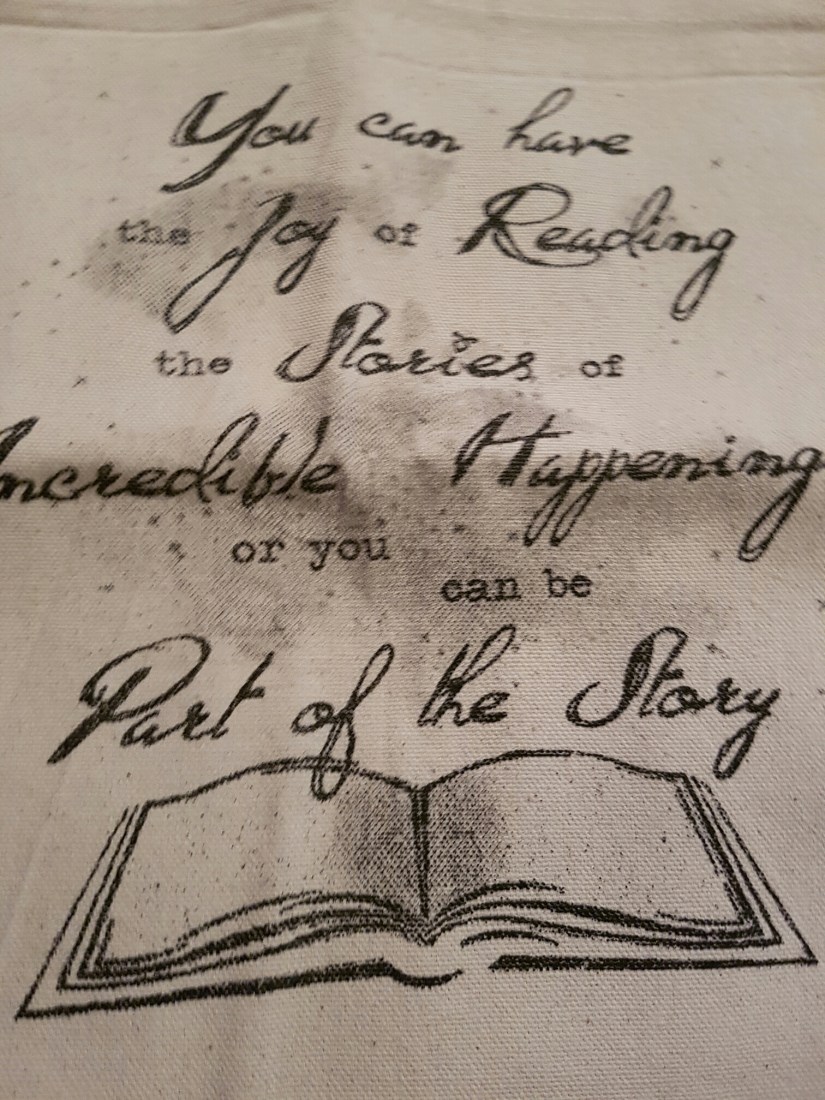 You can have
the Joy of Reading
the Stories of
Incredible Happening
or you
can be
Part of the Story